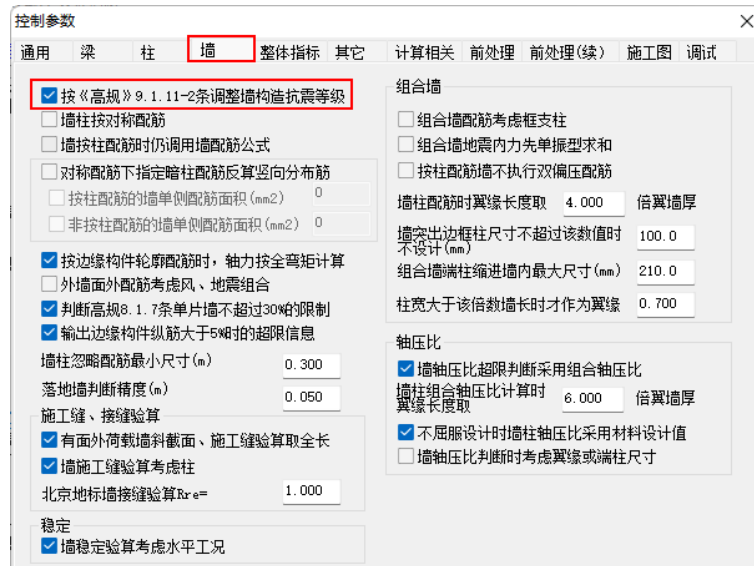 控制参数
通用 梁 柱 墙 整体指标 其它 计算相关 前处理 前处理(续) 施工图 调试
按《高规》9.1.11-2条调整墙构造抗震等级
墙柱按对称配筋
墙按柱配筋时仍调用墙配筋公式
对称配筋下指定暗柱配筋反算竖向分布筋
按柱配筋的墙单侧配筋面积(mm2) 0
非按柱配筋的墙单侧配筋面积(mm2) 0
按边缘构件轮廓配筋时，轴力按全弯矩计算
外墙面外配筋考虑风、地震组合
判断高规8.1.7条单片墙不超过30%的限制
输出边缘构件纵筋大于5%时的超限信息
墙柱忽略配筋最小尺寸(m) 0.300
落地墙判断精度(m) 0.050
施工缝、接缝验算
有面外荷载墙斜截面、施工缝验算取全长
墙施工缝验算考虑柱
北京地标墙接缝验算Rre= 1.000
稳定
墙稳定验算考虑水平工况
组合墙
组合墙配筋考虑框支柱
组合墙地震内力先单振型求和
按柱配筋墙不执行双偏压配筋
墙柱配筋时翼缘长度取 4.000 倍翼墙厚
墙突出边框柱尺寸不超过该数值时
不设计(mm) 100.0
组合墙端柱缩进墙内最大尺寸(mm) 210.0
柱宽大于该倍数墙长时才作为翼缘 0.700
轴压比
墙轴压比超限判断采用组合轴压比
墙柱组合轴压比计算时
翼缘长度取 6.000 倍翼墙厚
不屈服设计时墙柱轴压比采用材料设计值
墙轴压比判断时考虑翼缘或端柱尺寸